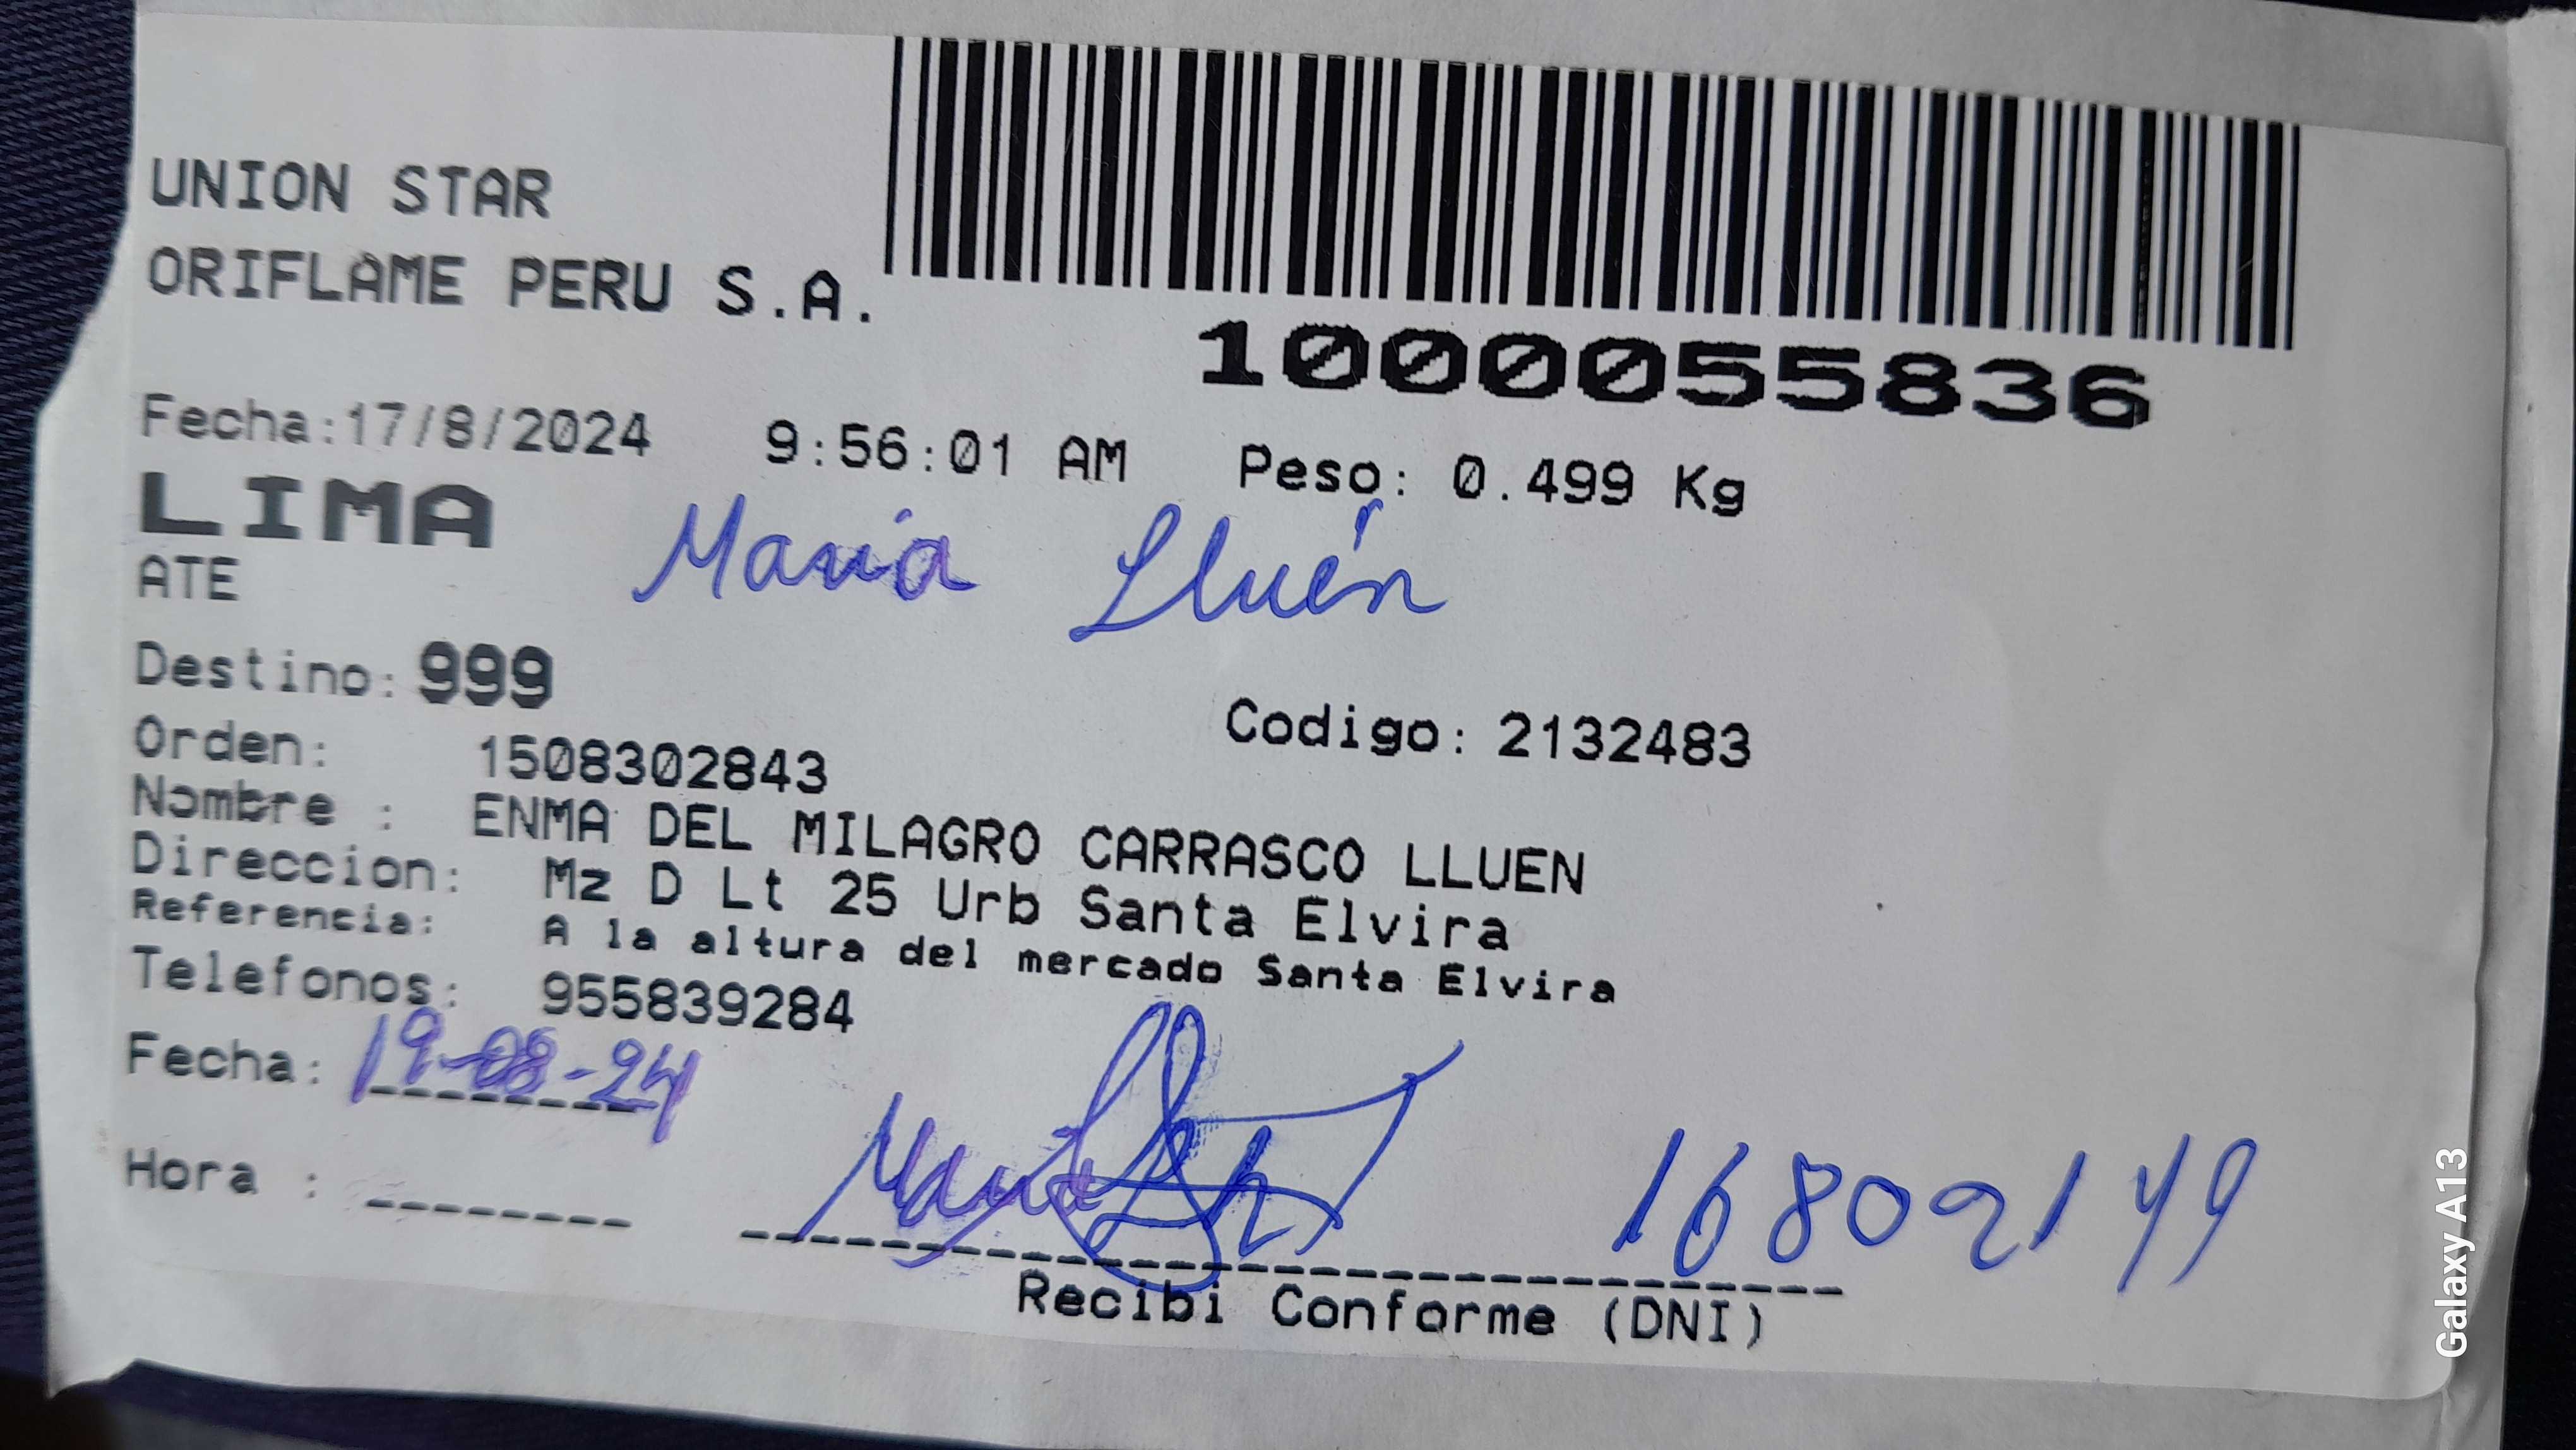 UNION STAR
ORIFLAME PERU S.A.
1000055836
Fecha:17/8/2024 9:56:01 AM Peso: 0.499 Kg
LIMA
María Lluén
ATE
Destino: 999
Codigo: 2132483
Orden: 1508302843
Nombre : ENMA DEL MILAGRO CARRASCO LLUEN
Direccion: Mz D Lt 25 Urb Santa Elvira
Referencia: A la altura del mercado Santa Elvira
Telefonos: 955839284
Fecha: 19-08-24
Hora :
María
16802149
Recibi Conforme (DNI)
Galaxy A13